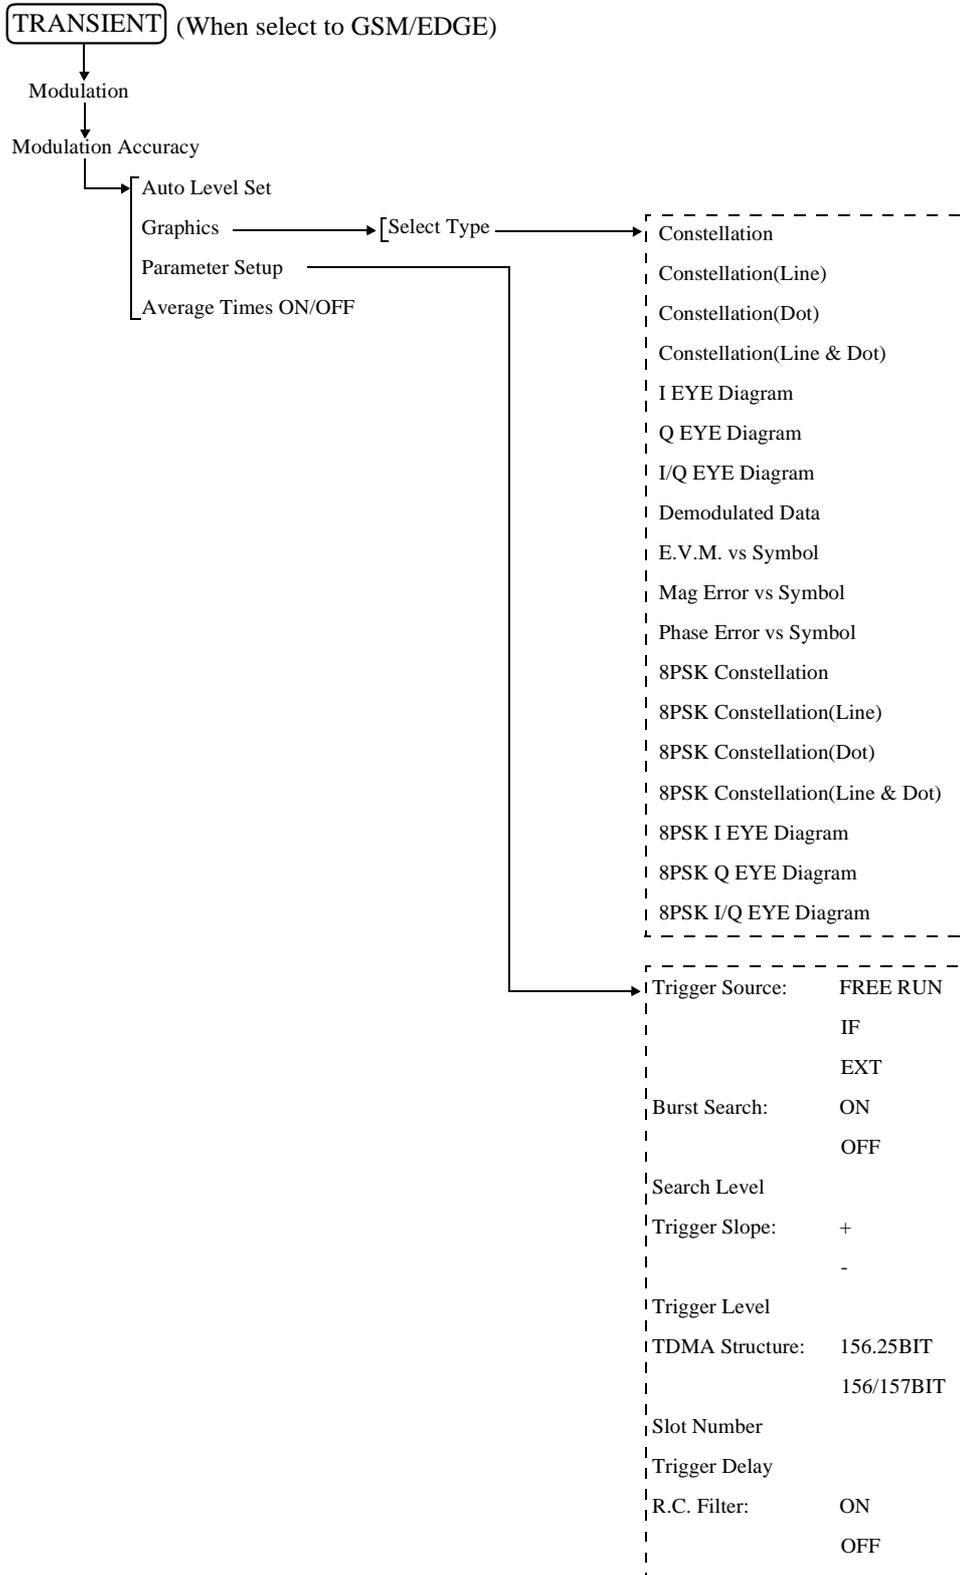 TRANSIENT (When select to GSM/EDGE)
Modulation
Modulation Accuracy
Auto Level Set
Graphics
Parameter Setup
Average Times ON/OFF
Select Type
Constellation
Constellation(Line)
Constellation(Dot)
Constellation(Line & Dot)
I EYE Diagram
Q EYE Diagram
I/Q EYE Diagram
Demodulated Data
E.V.M. vs Symbol
Mag Error vs Symbol
Phase Error vs Symbol
8PSK Constellation
8PSK Constellation(Line)
8PSK Constellation(Dot)
8PSK Constellation(Line & Dot)
8PSK I EYE Diagram
8PSK Q EYE Diagram
8PSK I/Q EYE Diagram
Trigger Source: FREE RUN
IF
EXT
Burst Search: ON
OFF
Search Level
Trigger Slope: +
-
Trigger Level
TDMA Structure: 156.25BIT
156/157BIT
Slot Number
Trigger Delay
R.C. Filter: ON
OFF